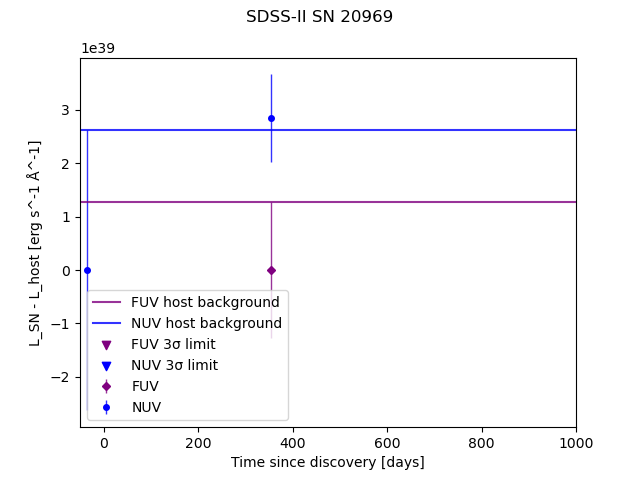 SDSS-II SN 20969
1e39
L_SN - L_host [erg s^-1 Å^-1]
3
2
1
0
−1
−2
FUV host background
NUV host background
FUV 3σ limit
NUV 3σ limit
FUV
NUV
0 200 400 600 800 1000
Time since discovery [days]